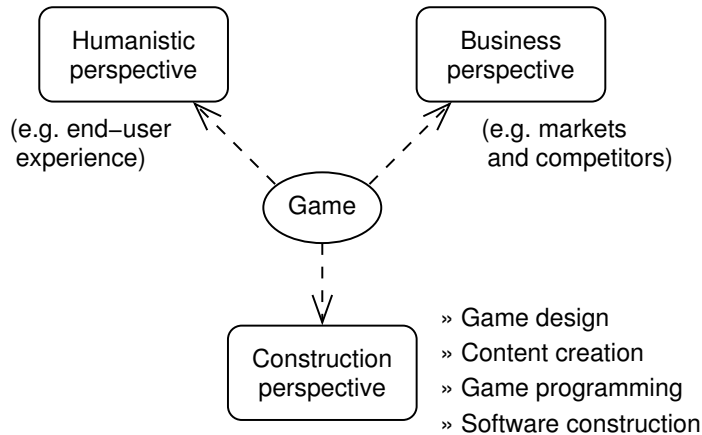 Humanistic
perspective
Business
perspective
(e.g. end−user
experience)
(e.g. markets
and competitors)
Game
Construction
perspective
» Game design
» Content creation
» Game programming
» Software construction